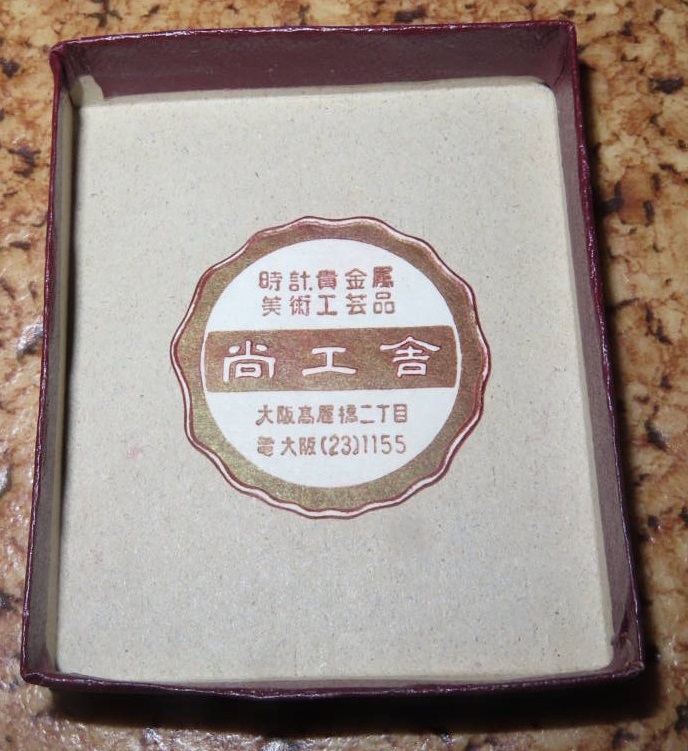 時計貴金属
美術工芸品
尚工舎
大阪高麗橋二丁目
電大阪(23)1155